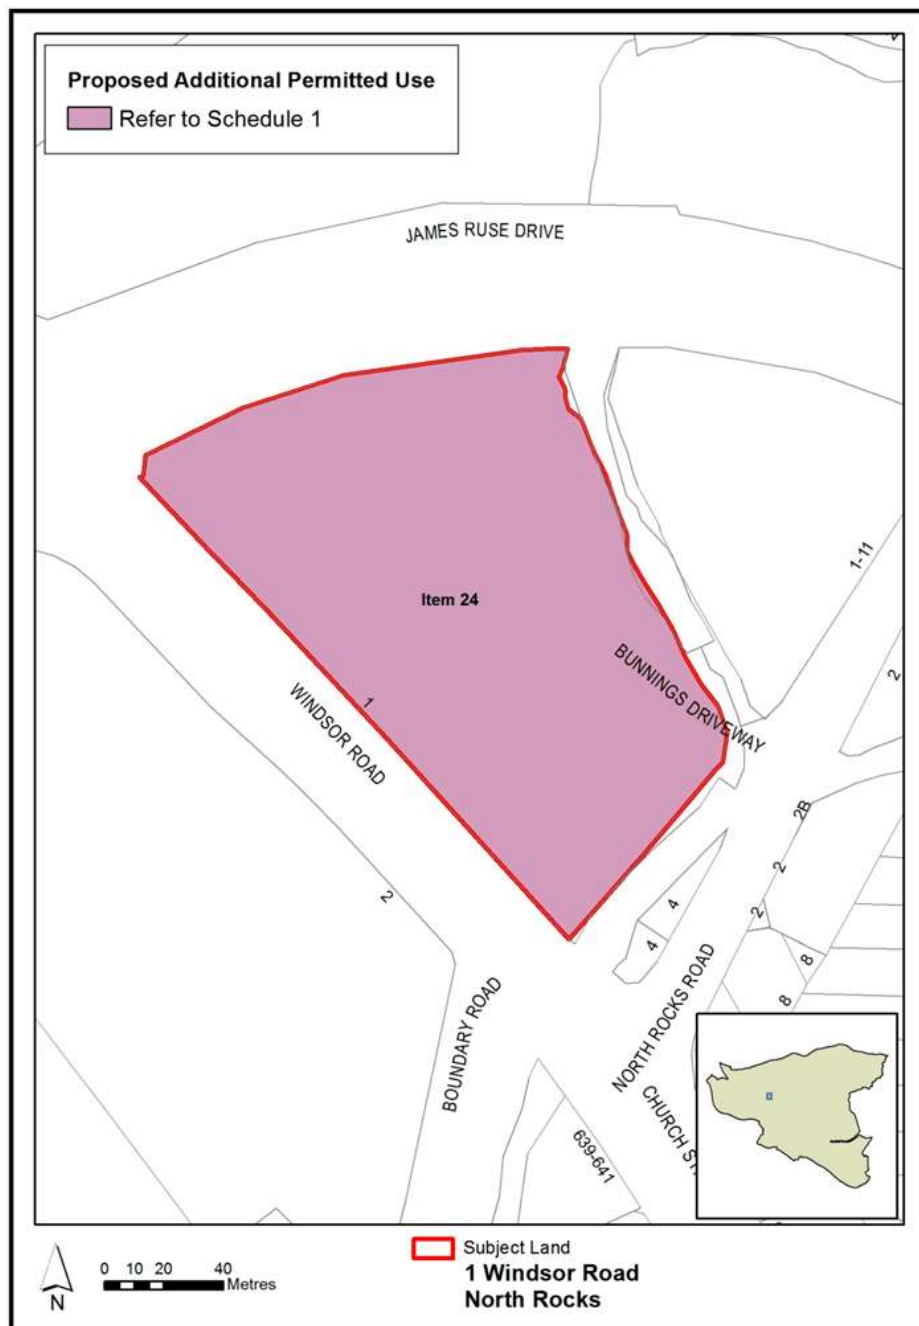 Proposed Additional Permitted Use
Refer to Schedule 1
JAMES RUSE DRIVE
1-11
Item 24
BUNNINGS DRIVEWAY
2
1
WINDSOR ROAD
2B
2
2
4
2
4
8
8
BOUNDARY ROAD
NORTH ROCKS ROAD
CHURCH ST
639-641
N
0 10 20 40
Metres
Subject Land
1 Windsor Road
North Rocks